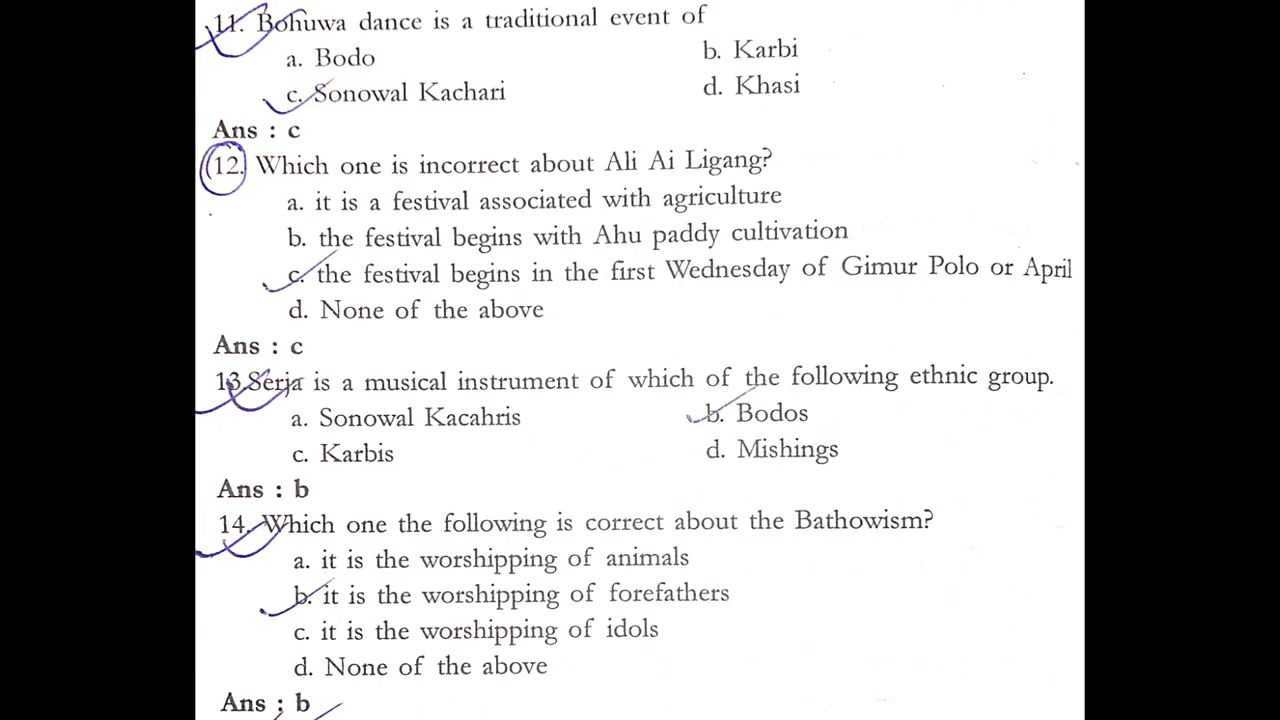 11. Bohuwa dance is a traditional event of
a. Bodo b. Karbi
c. Sonowal Kachari d. Khasi
Ans : c
12. Which one is incorrect about Ali Ai Ligang?
a. it is a festival associated with agriculture
b. the festival begins with Ahu paddy cultivation
c. the festival begins in the first Wednesday of Gimur Polo or April
d. None of the above
Ans : c
13. Serja is a musical instrument of which of the following ethnic group.
a. Sonowal Kacahris b. Bodos
c. Karbis d. Mishings
Ans : b
14. Which one the following is correct about the Bathowism?
a. it is the worshipping of animals
b. it is the worshipping of forefathers
c. it is the worshipping of idols
d. None of the above
Ans : b